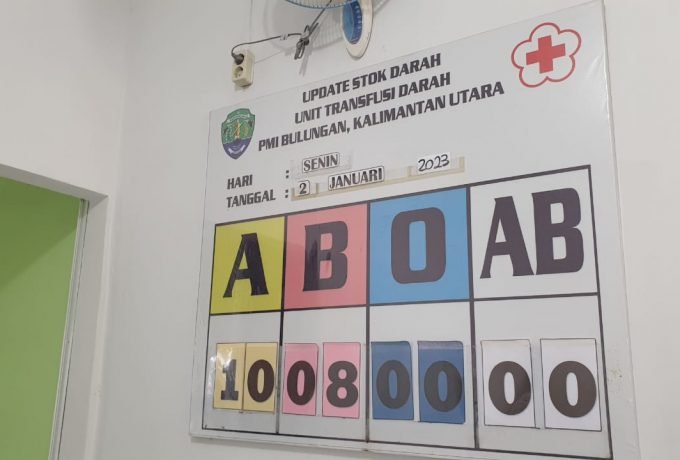 UPDATE STOK DARAH
UNIT TRANSFUSI DARAH
PMI BULUNGAN, KALIMANTAN UTARA
HARI : SENIN
TANGGAL : 2 JANUARI 2023
A B O AB
10 08 00 00